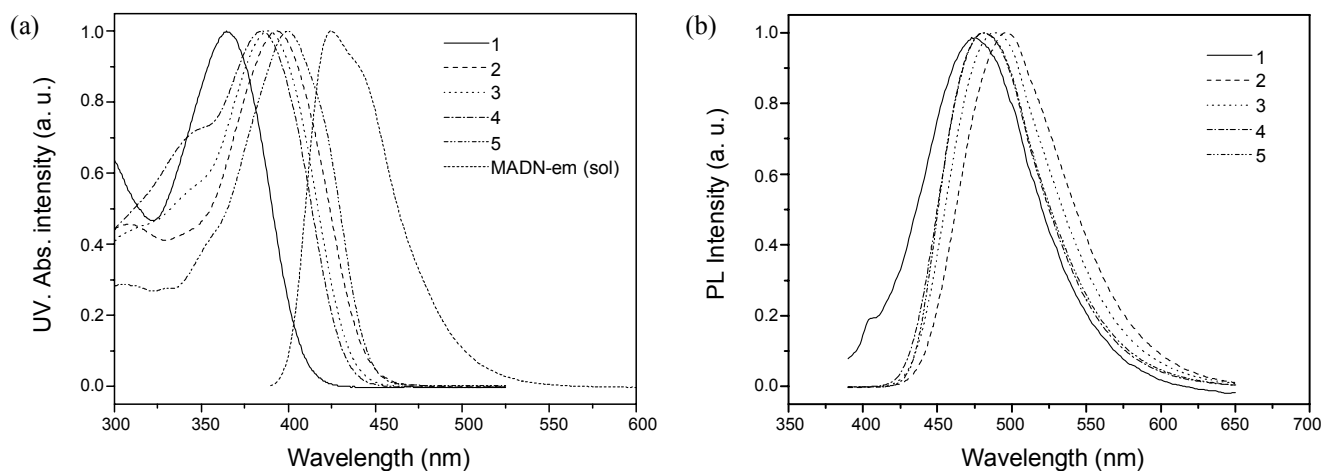 (a)
UV. Abs. intensity (a. u.)
1.0
0.8
0.6
0.4
0.2
0.0
1
2
3
4
5
MADN-em (sol)
300 350 400 450 500 550 600
Wavelength (nm)
(b)
PL Intensity (a. u.)
1.0
0.8
0.6
0.4
0.2
0.0
1
2
3
4
5
350 400 450 500 550 600 650 700
Wavelength (nm)